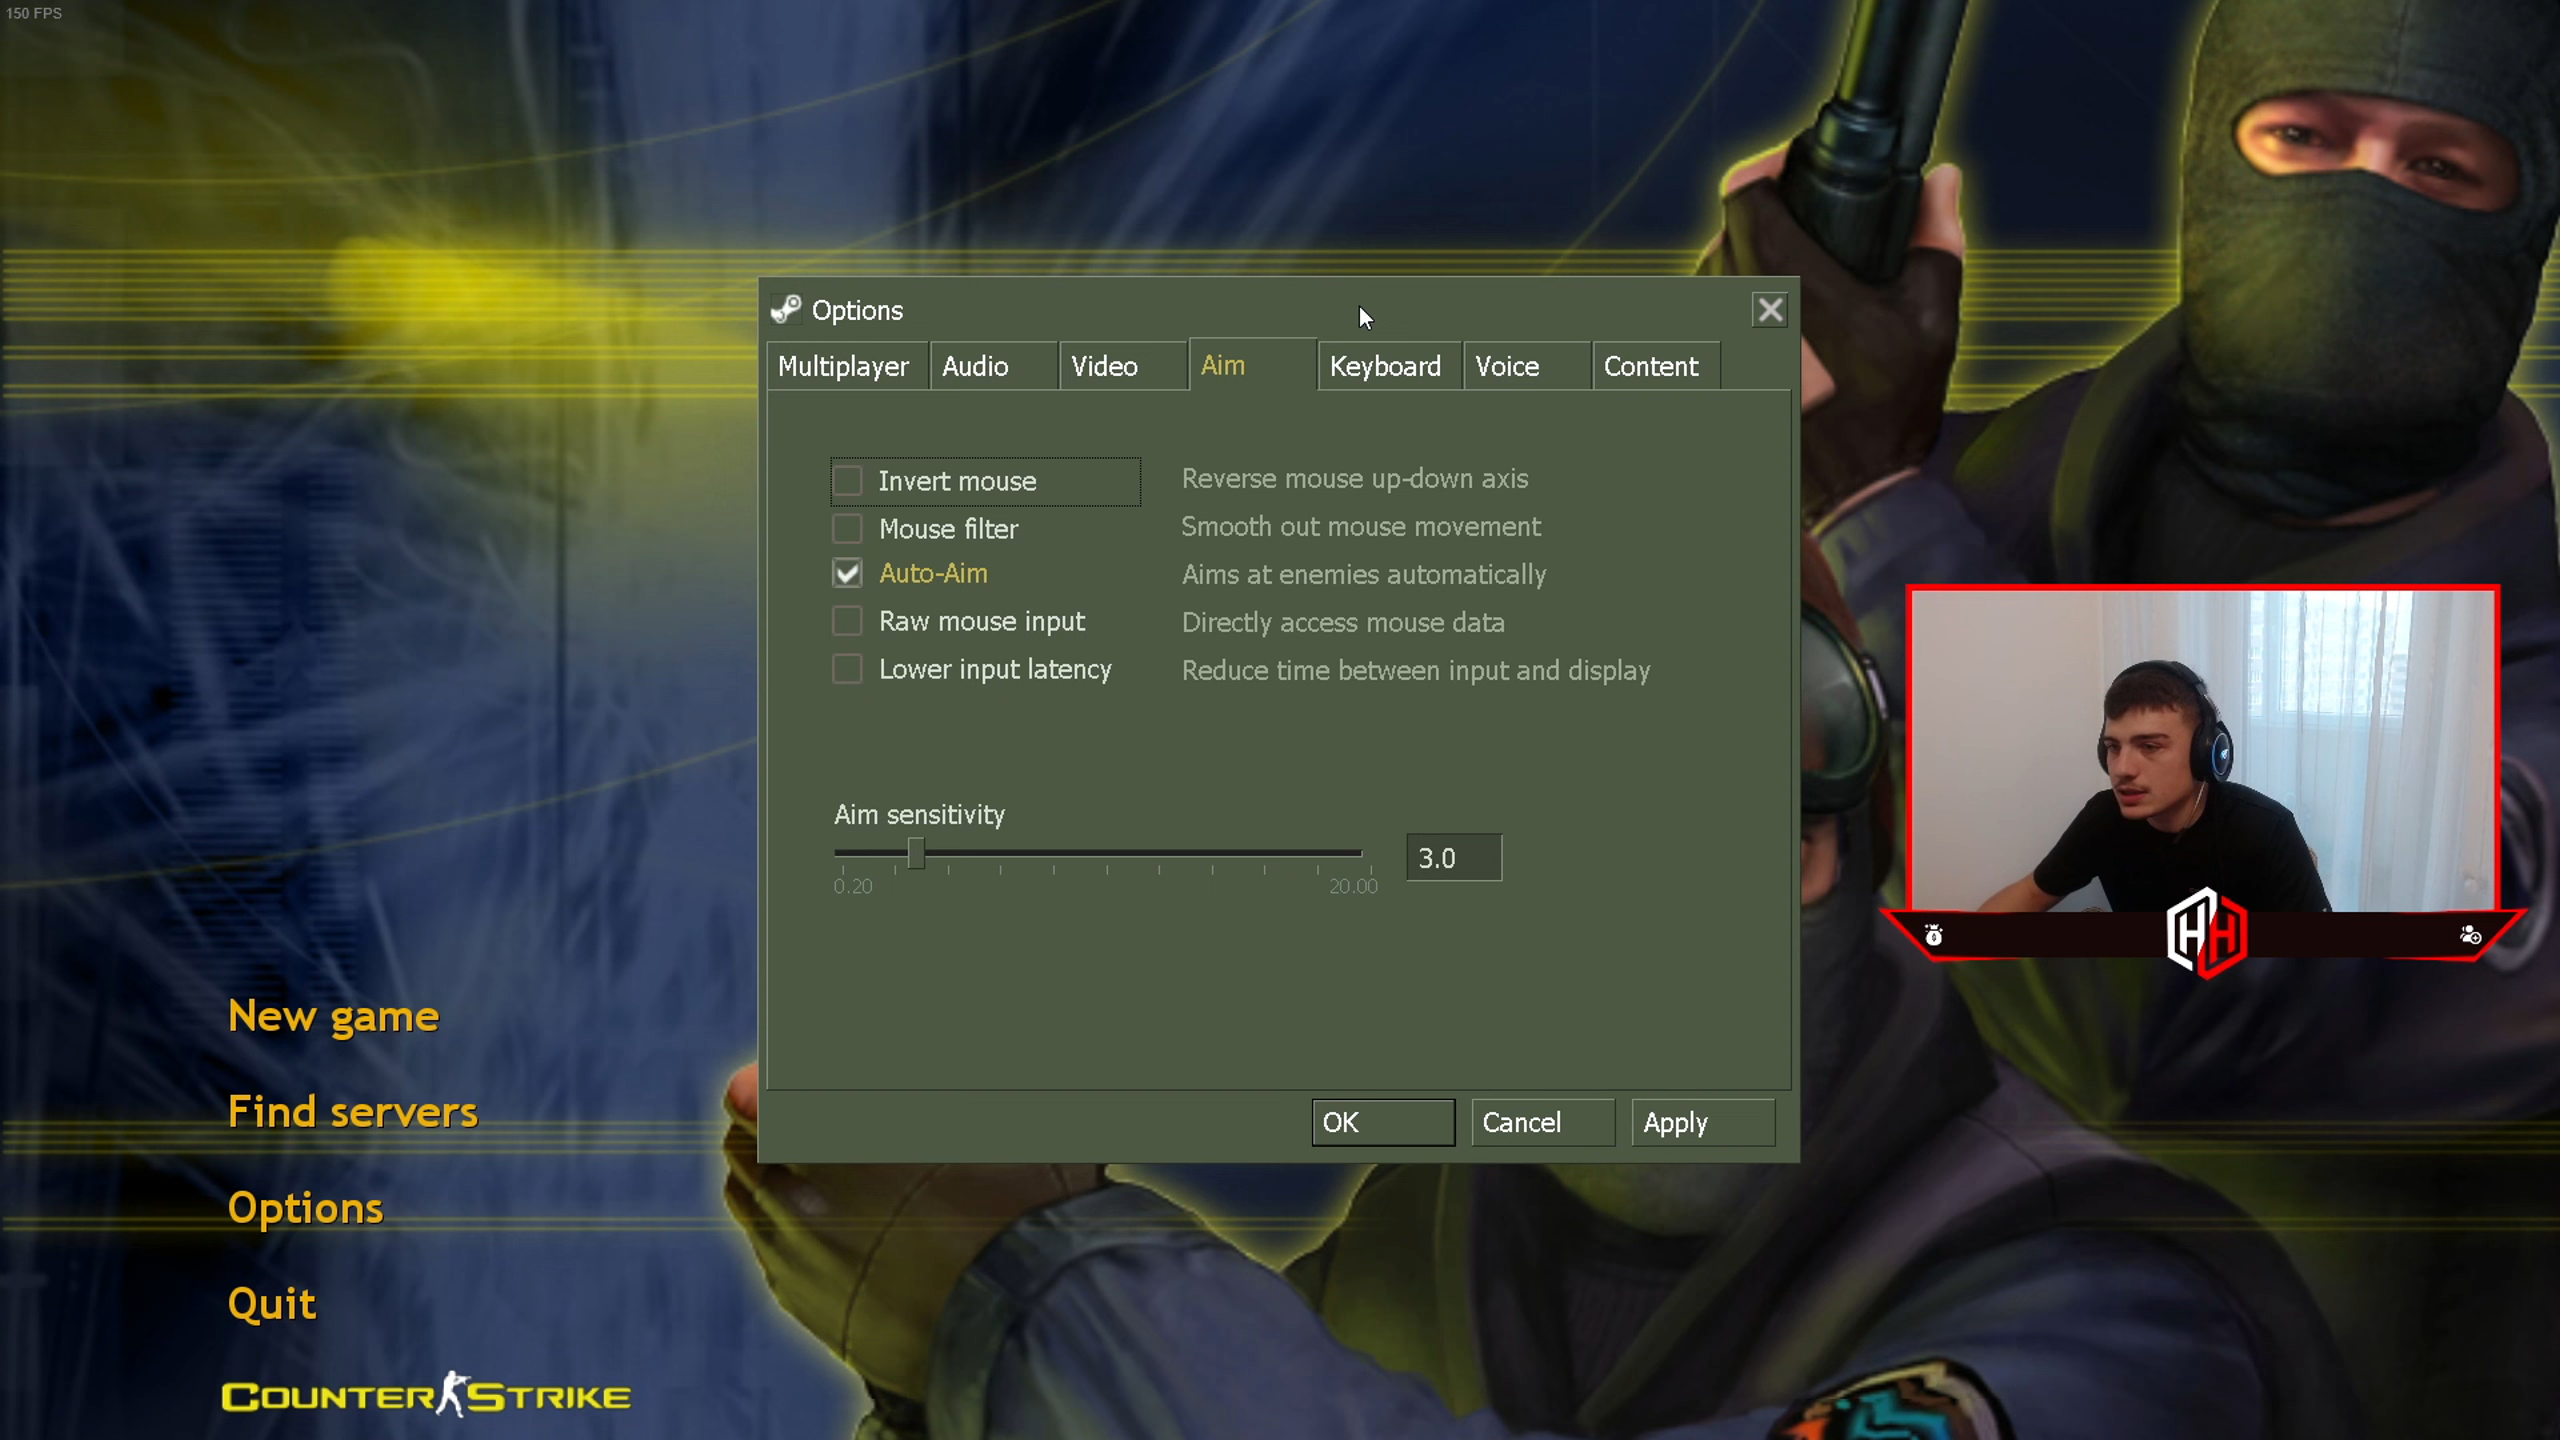 150 FPS
Options
Multiplayer Audio Video Aim Keyboard Voice Content
Invert mouse Reverse mouse up-down axis
Mouse filter Smooth out mouse movement
Auto-Aim Aims at enemies automatically
Raw mouse input Directly access mouse data
Lower input latency Reduce time between input and display
Aim sensitivity
3.0
0.20 20.00
OK Cancel Apply
New game
Find servers
Options
Quit
COUNTER STRIKE
HH